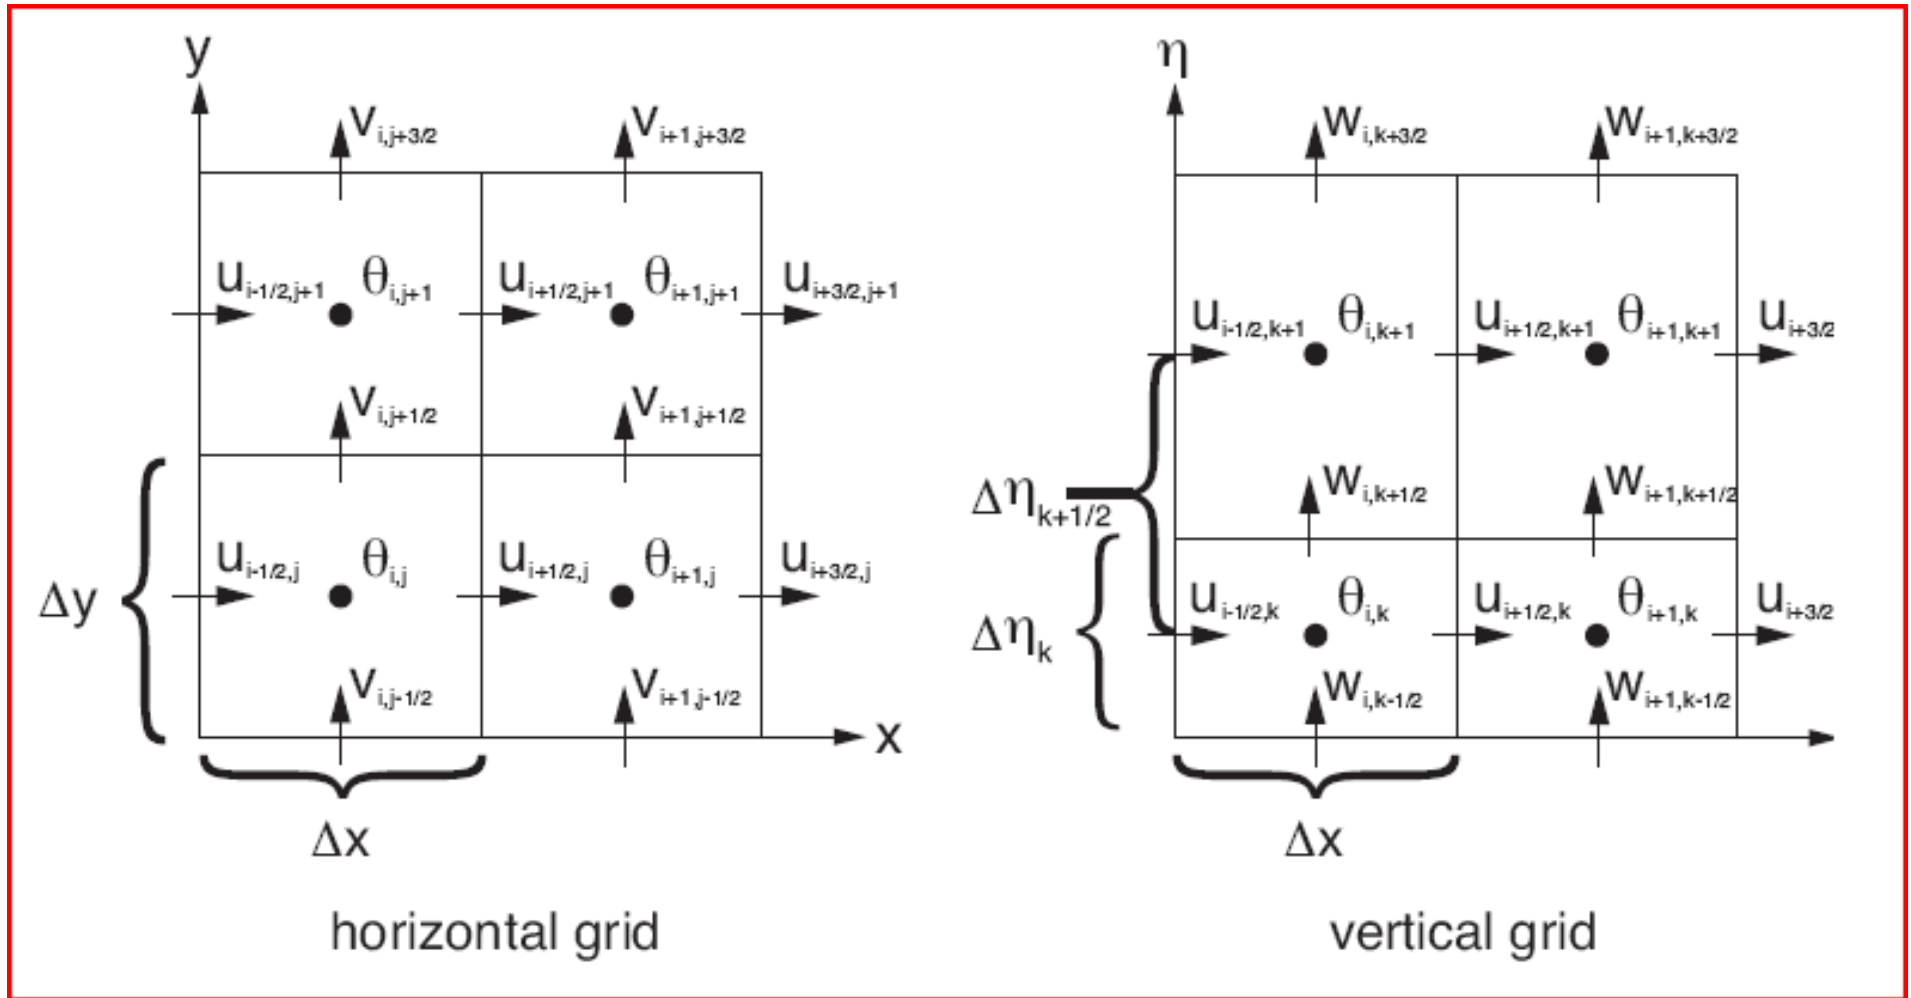 y
v i,j+3/2 v i+1,j+3/2
u i-1/2,j+1 θ i,j+1 u i+1/2,j+1 θ i+1,j+1 u i+3/2,j+1
v i,j+1/2 v i+1,j+1/2
u i-1/2,j θ i,j u i+1/2,j θ i+1,j u i+3/2,j
Δy
v i,j-1/2 v i+1,j-1/2
x
Δx
horizontal grid
η
w i,k+3/2 w i+1,k+3/2
u i-1/2,k+1 θ i,k+1 u i+1/2,k+1 θ i+1,k+1 u i+3/2
w i,k+1/2 w i+1,k+1/2
Δη k+1/2
u i-1/2,k θ i,k u i+1/2,k θ i+1,k u i+3/2
Δη k
w i,k-1/2 w i+1,k-1/2
Δx
vertical grid